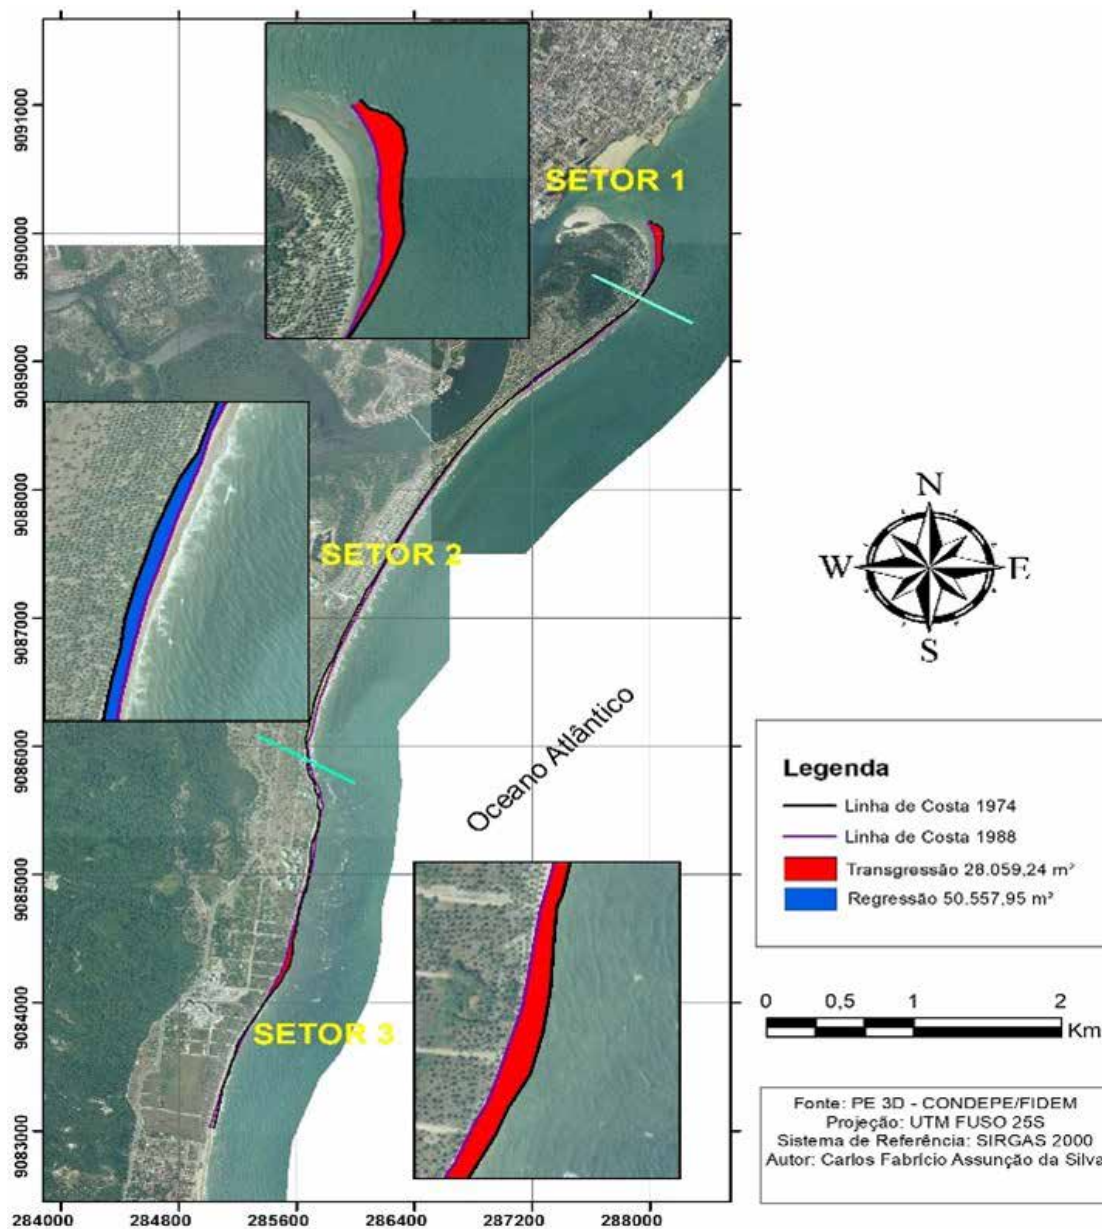 9091000
9090000
9089000
9088000
9087000
9086000
9085000
9084000
9083000
SETOR 1
SETOR 2
SETOR 3
Oceano Atlântico
284000 284800 285600 286400 287200 288000
N
W E
S
Legenda
Linha de Costa 1974
Linha de Costa 1988
Transgressão 28.059,24 m²
Regressão 50.557,95 m²
0 0,5 1 2
Km
Fonte: PE 3D - CONDEPE/FIDEM
Projeção: UTM FUSO 25S
Sistema de Referência: SIRGAS 2000
Autor: Carlos Fabrício Assunção da Silva